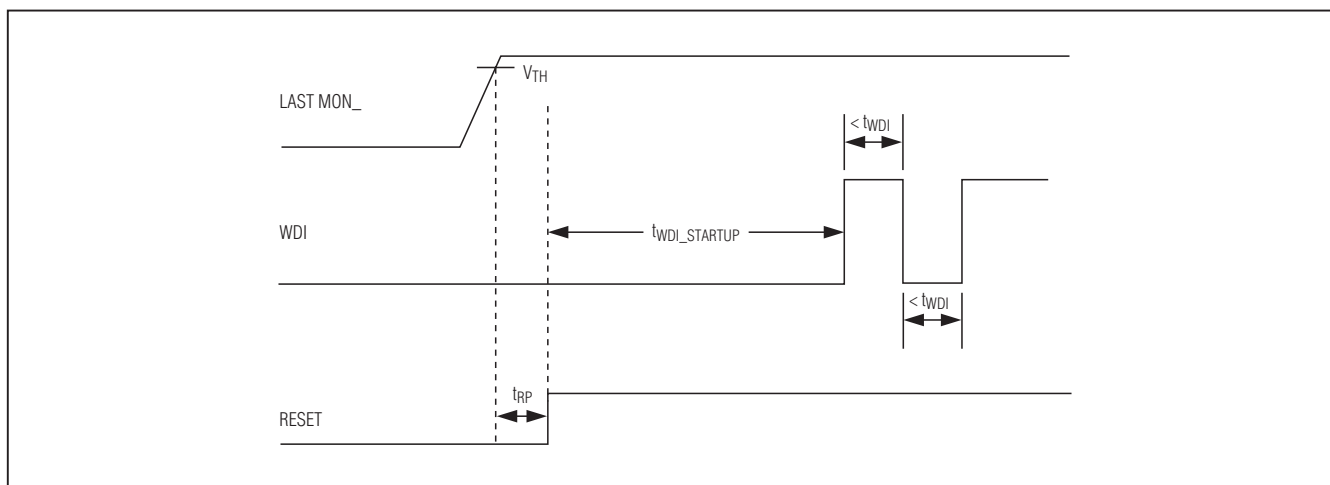 VTH
LAST MON_
< tWDI
WDI
tWDI_STARTUP
< tWDI
tRP
RESET